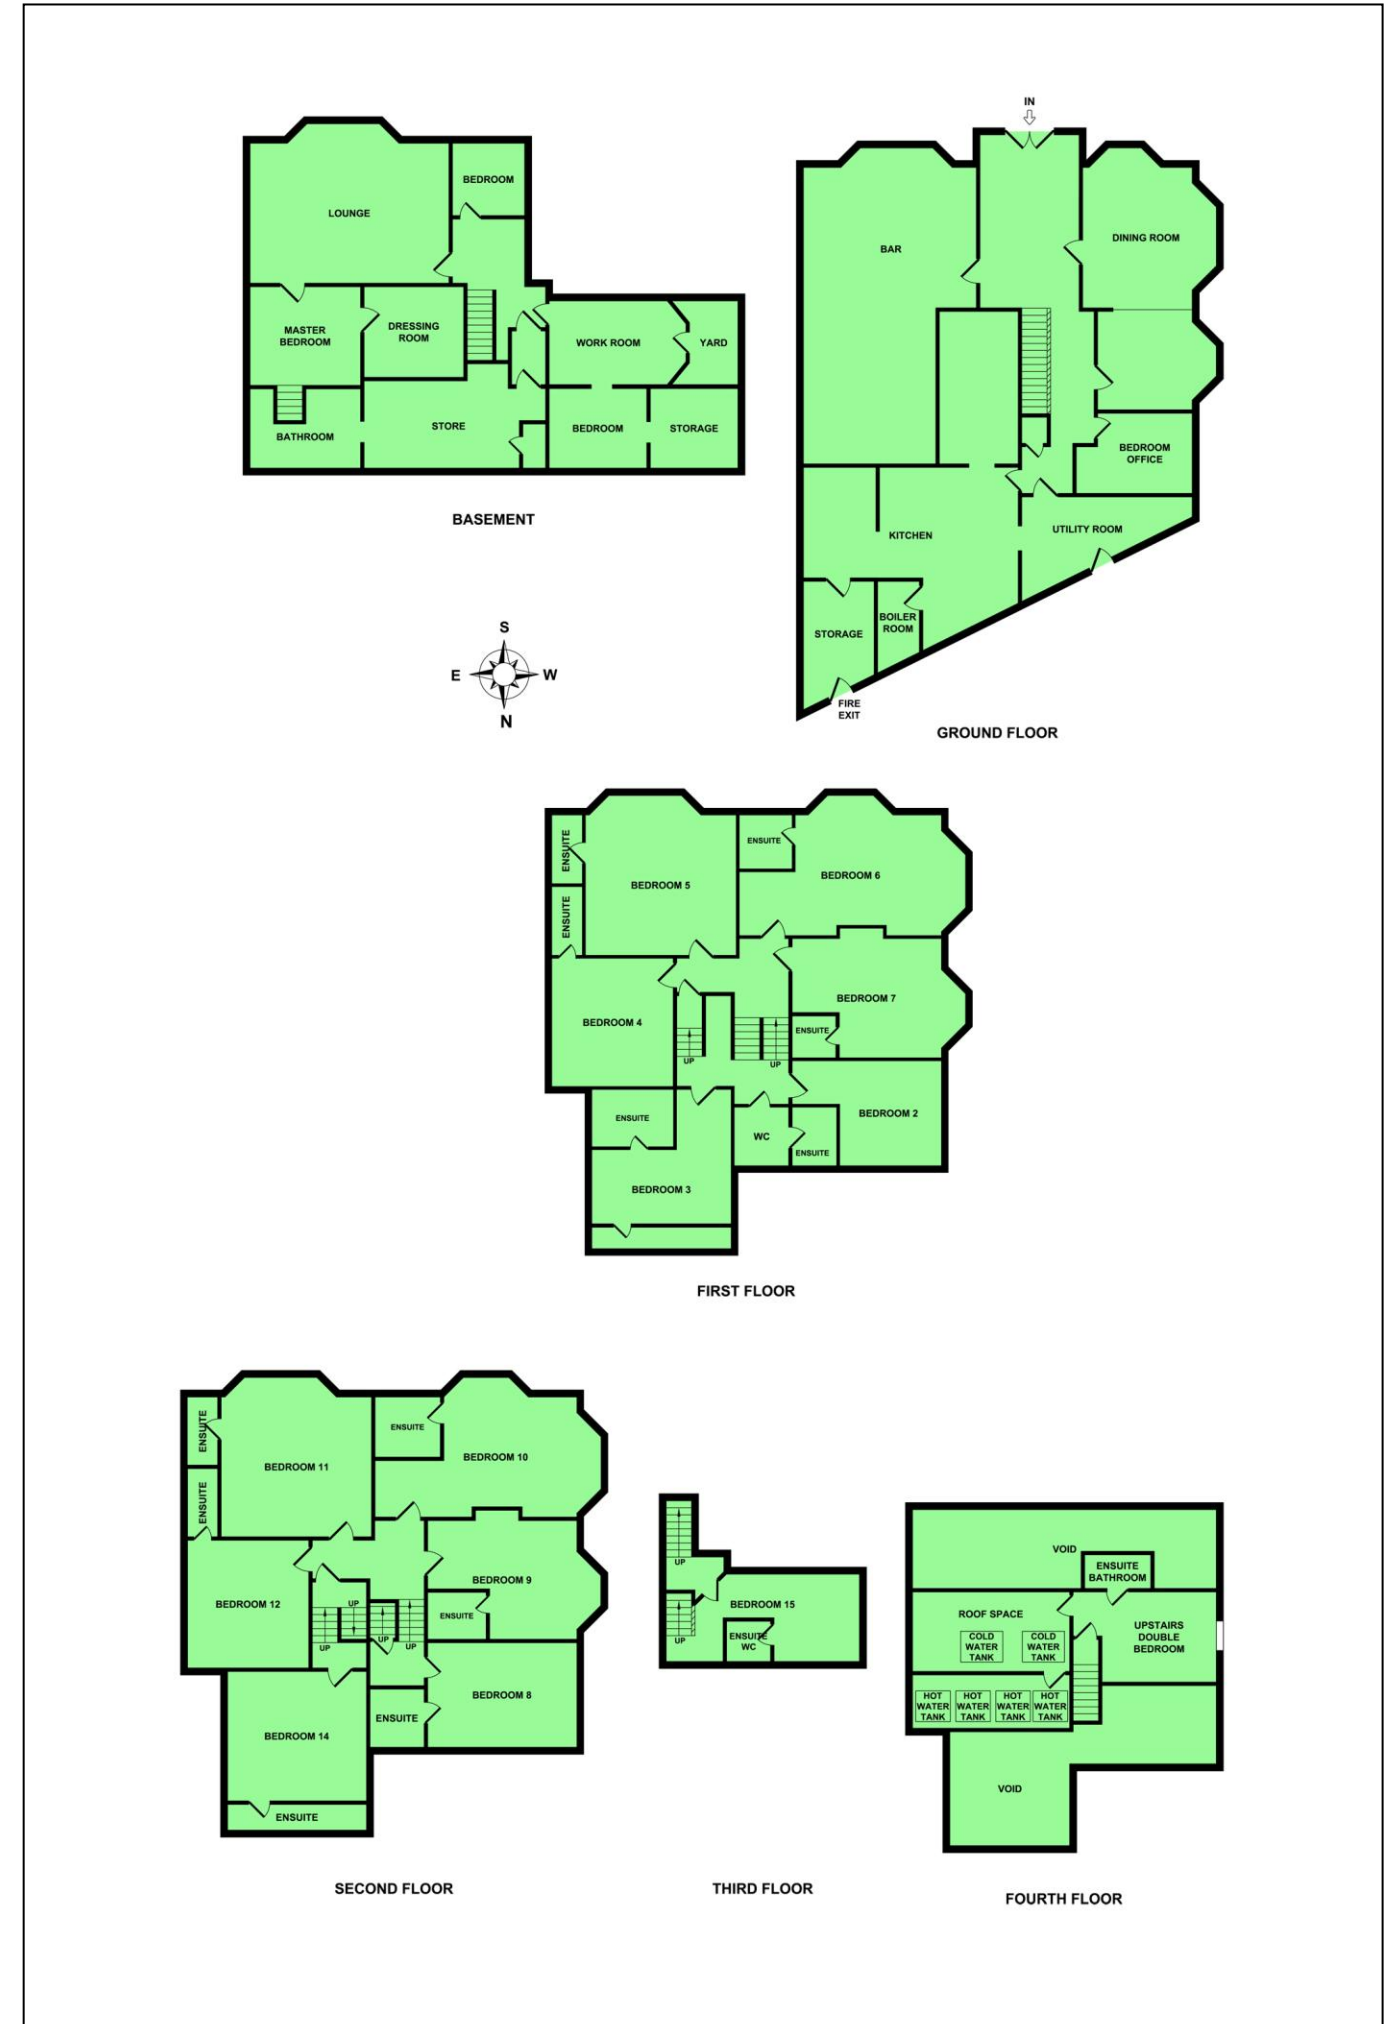 IN
LOUNGE
BEDROOM
MASTER
BEDROOM
DRESSING
ROOM
WORK ROOM
YARD
BATHROOM
STORE
BEDROOM
STORAGE
BASEMENT
BAR
DINING ROOM
BEDROOM
OFFICE
KITCHEN
UTILITY ROOM
STORAGE
BOILER
ROOM
FIRE
EXIT
GROUND FLOOR
S
E
W
N
ENSUITE
ENSUITE
BEDROOM 5
ENSUITE
BEDROOM 6
BEDROOM 4
BEDROOM 7
ENSUITE
UP
UP
ENSUITE
BEDROOM 2
WC
ENSUITE
BEDROOM 3
FIRST FLOOR
ENSUITE
ENSUITE
BEDROOM 11
ENSUITE
BEDROOM 10
BEDROOM 12
BEDROOM 9
ENSUITE
UP
UP
UP
UP
BEDROOM 8
ENSUITE
BEDROOM 14
ENSUITE
SECOND FLOOR
UP
BEDROOM 15
UP
ENSUITE
WC
THIRD FLOOR
VOID
ENSUITE
BATHROOM
ROOF SPACE
UPSTAIRS
DOUBLE
BEDROOM
COLD
WATER
TANK
COLD
WATER
TANK
HOT
WATER
TANK
HOT
WATER
TANK
HOT
WATER
TANK
HOT
WATER
TANK
VOID
FOURTH FLOOR